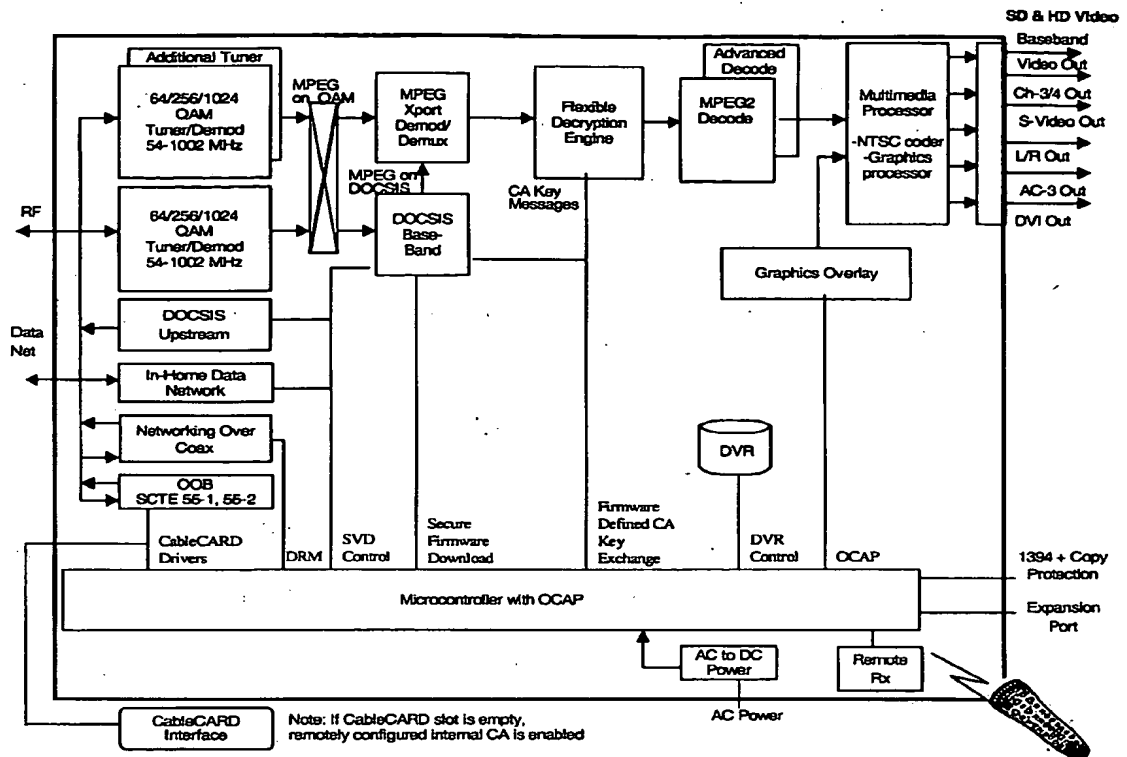 SD & HD Video
Baseband
Video Out
Ch-3/4 Out
S-Video Out
L/R Out
AC-3 Out
DVI Out
Additional Tuner
64/256/1024
QAM
Tuner/Demod
54-1002 MHz
MPEG
on QAM
MPEG
Xport
Demod/
Demux
Flexible
Decryption
Engine
Advanced
Decode
MPEG2
Decode
Multimedia
Processor
-NTSC coder
-Graphics
processor
MPEG on
DOCSIS
CA Key
Messages
RF
64/256/1024
QAM
Tuner/Demod
54-1002 MHz
DOCSIS
Base-
Band
Graphics Overlay
Data
Net
DOCSIS
Upstream
In-Home Data
Network
Networking Over
Coax
OOB
SCTE 55-1, 55-2
DVR
CableCARD
Drivers
DRM
SVD
Control
Secure
Firmware
Download
Firmware
Defined CA
Key
Exchange
DVR
Control
OCAP
1394 + Copy
Protection
Expansion
Port
Microcontroller with OCAP
AC to DC
Power
Remote
Rx
AC Power
CableCARD
Interface
Note: If CableCARD slot is empty,
remotely configured internal CA is enabled